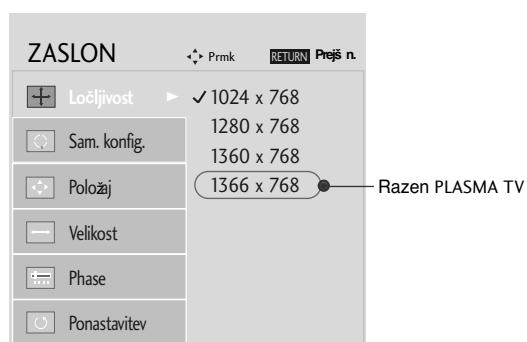 ZASLON
Prmk RETURN Prejš n.
Ločljivost
Sam. konfig.
Položaj
Velikost
Phase
Ponastavitev
1024 x 768
1280 x 768
1360 x 768
1366 x 768
Razen PLASMA TV